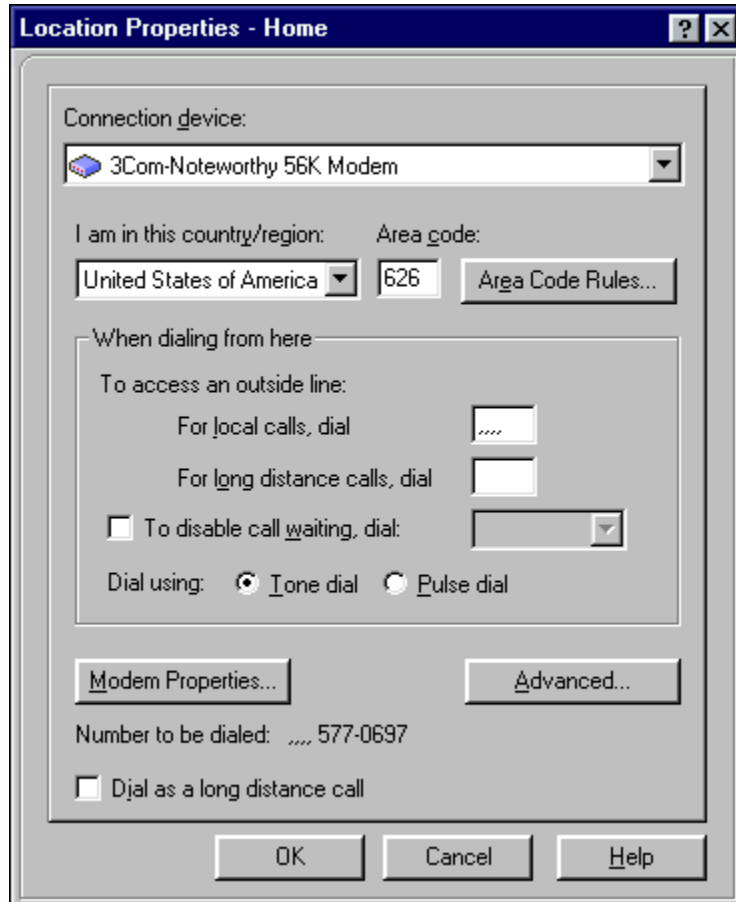 Location Properties - Home
Connection device:
3Com-Noteworthy 56K Modem
I am in this country/region: Area code:
United States of America 626 Area Code Rules...
When dialing from here
To access an outside line:
For local calls, dial ,,,,
For long distance calls, dial
To disable call waiting, dial:
Dial using: Tone dial Pulse dial
Modem Properties... Advanced...
Number to be dialed: ,,,, 577-0697
Dial as a long distance call
OK Cancel Help